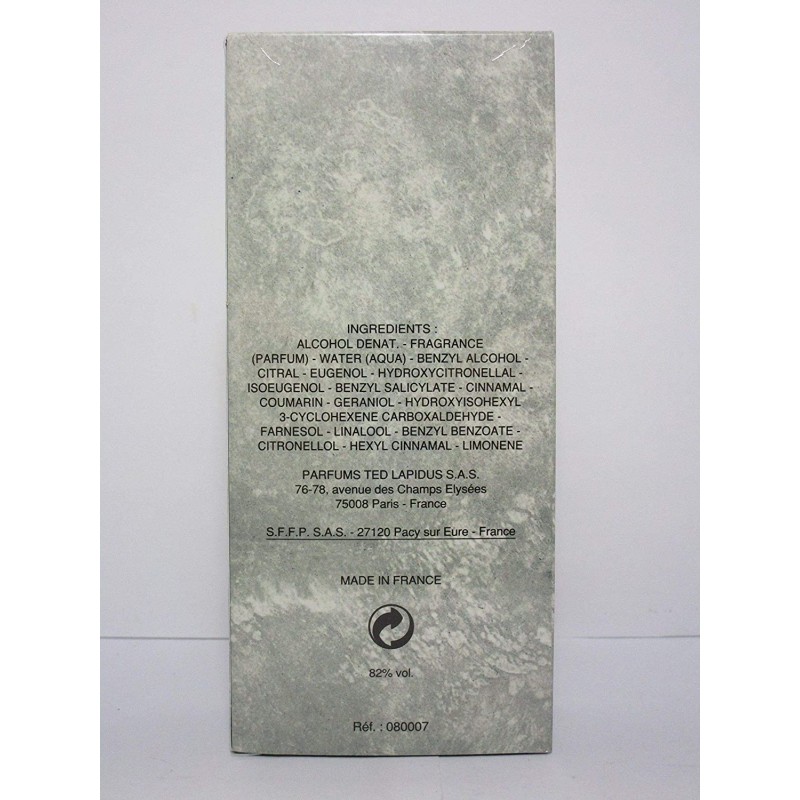 INGREDIENTS :
ALCOHOL DENAT. - FRAGRANCE
(PARFUM) - WATER (AQUA) - BENZYL ALCOHOL -
CITRAL - EUGENOL - HYDROXYCITRONELLAL -
ISOEUGENOL - BENZYL SALICYLATE - CINNAMAL -
COUMARIN - GERANIOL - HYDROXYISOHEXYL
3-CYCLOHEXENE CARBOXALDEHYDE -
FARNESOL - LINALOOL - BENZYL BENZOATE -
CITRONELLOL - HEXYL CINNAMAL - LIMONENE
PARFUMS TED LAPIDUS S.A.S.
76-78, avenue des Champs Elysées
75008 Paris - France
S.F.F.P. S.A.S. - 27120 Pacy sur Eure - France
MADE IN FRANCE
82% vol.
Réf. : 080007